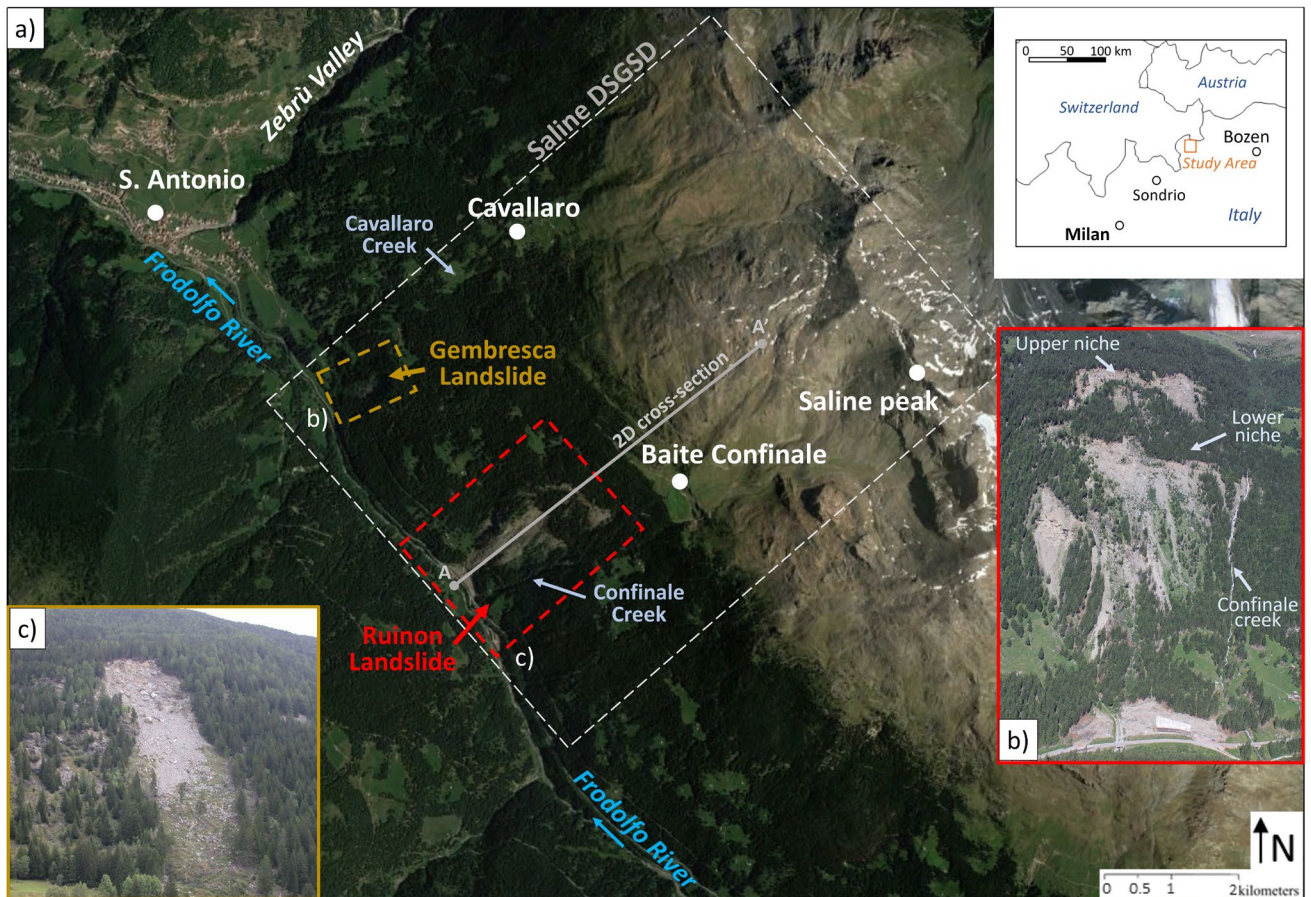 a)
Zebrù Valley
Saline DSGSD
S. Antonio
Cavallaro
Creek
Cavallaro
Frodolfo River
Gembresca
Landslide
b)
A'
2D cross-section
Saline peak
Baite Confinale
A
Confinale
Creek
Ruinon
Landslide
c)
Frodolfo River
0 50 100 km
Austria
Switzerland
Bozen
Study Area
Sondrio
Italy
Milan
Upper niche
Lower
niche
Confinale
creek
b)
c)
N
0 0.5 1 2 kilometers